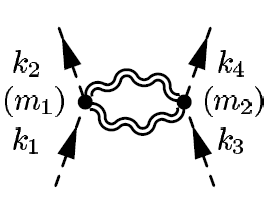 k₂ k₄
(m₁) (m₂)
k₁ k₃